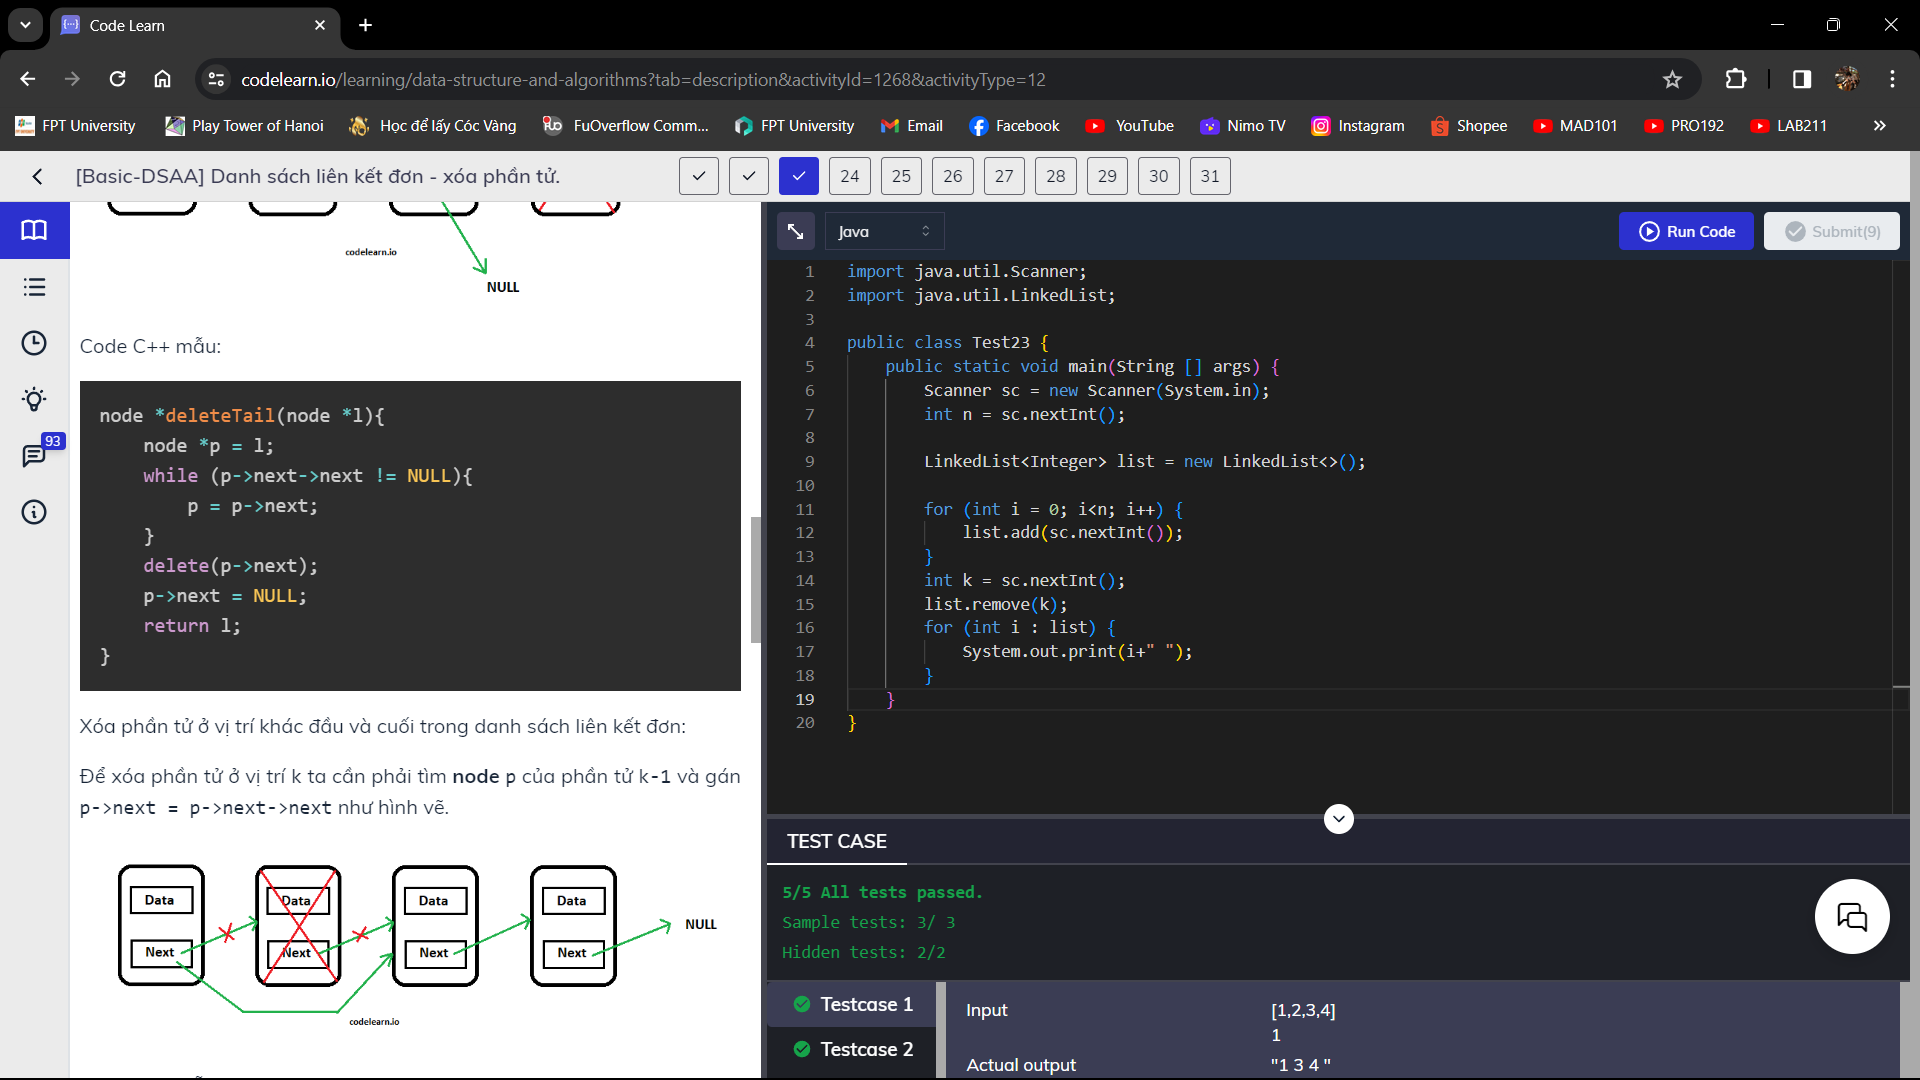 Code Learn
codelearn.io/learning/data-structure-and-algorithms?tab=description&activityId=1268&activityType=12
FPT University
Play Tower of Hanoi
Học để lấy Cóc Vàng
FuOverflow Comm...
FPT University
Email
Facebook
YouTube
Nimo TV
Instagram
Shopee
MAD101
PRO192
LAB211
[Basic-DSAA] Danh sách liên kết đơn - xóa phần tử.
24 25 26 27 28 29 30 31
93
codelearn.io
NULL
Code C++ mẫu:
node *deleteTail(node *l){
node *p = l;
while (p->next->next != NULL){
p = p->next;
}
delete(p->next);
p->next = NULL;
return l;
}
Xóa phần tử ở vị trí khác đầu và cuối trong danh sách liên kết đơn:
Để xóa phần tử ở vị trí k ta cần phải tìm node p của phần tử k-1 và gán
p->next = p->next->next như hình vẽ.
Data Data Data Data
NULL
Next Next Next Next
codelearn.io
Java
Run Code
Submit(9)
1 import java.util.Scanner;
2 import java.util.LinkedList;
3
4 public class Test23 {
5 public static void main(String [] args) {
6 Scanner sc = new Scanner(System.in);
7 int n = sc.nextInt();
8
9 LinkedList<Integer> list = new LinkedList<>();
10
11 for (int i = 0; i<n; i++) {
12 list.add(sc.nextInt());
13 }
14 int k = sc.nextInt();
15 list.remove(k);
16 for (int i : list) {
17 System.out.print(i+" ");
18 }
19 }
20 }
TEST CASE
5/5 All tests passed.
Sample tests: 3/ 3
Hidden tests: 2/2
Testcase 1
Testcase 2
Input
[1,2,3,4]
1
Actual output
"1 3 4 "